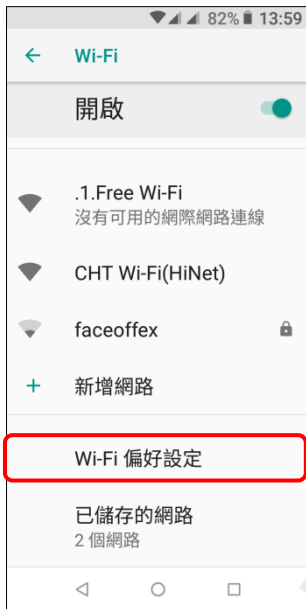 82% 13:59
Wi-Fi
開啟
.1.Free Wi-Fi
沒有可用的網際網路連線
CHT Wi-Fi(HiNet)
faceoffex
新增網路
Wi-Fi 偏好設定
已儲存的網路
2 個網路